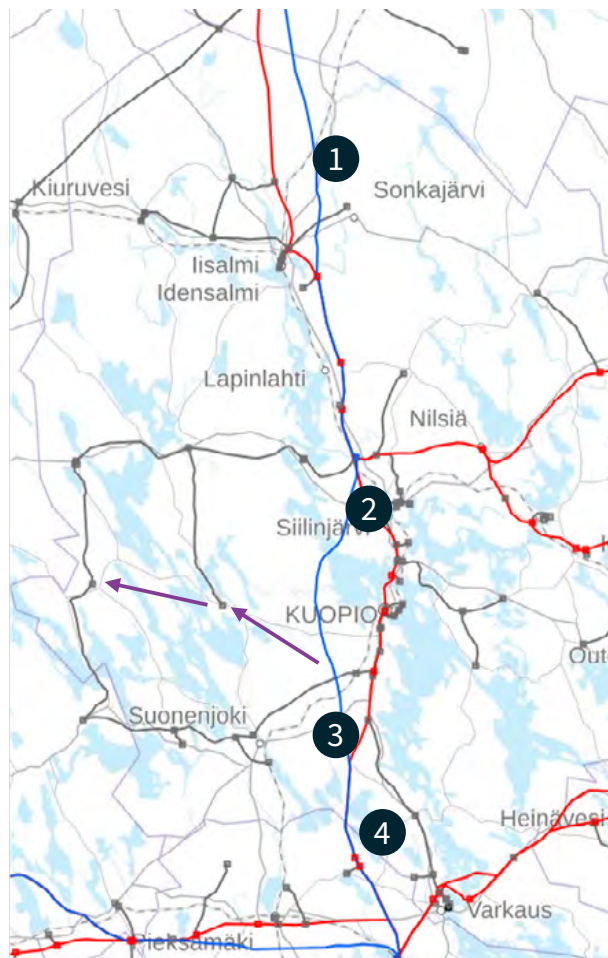 1
Kiuruvesi
Sonkajärvi
Iisalmi
Idensalmi
Lapinlahti
Nilsiä
2
Siilinjärvi
KUOPIO
Outo
Suonenjoki
3
4
Heinävesi
Varkaus
Pieksämäki